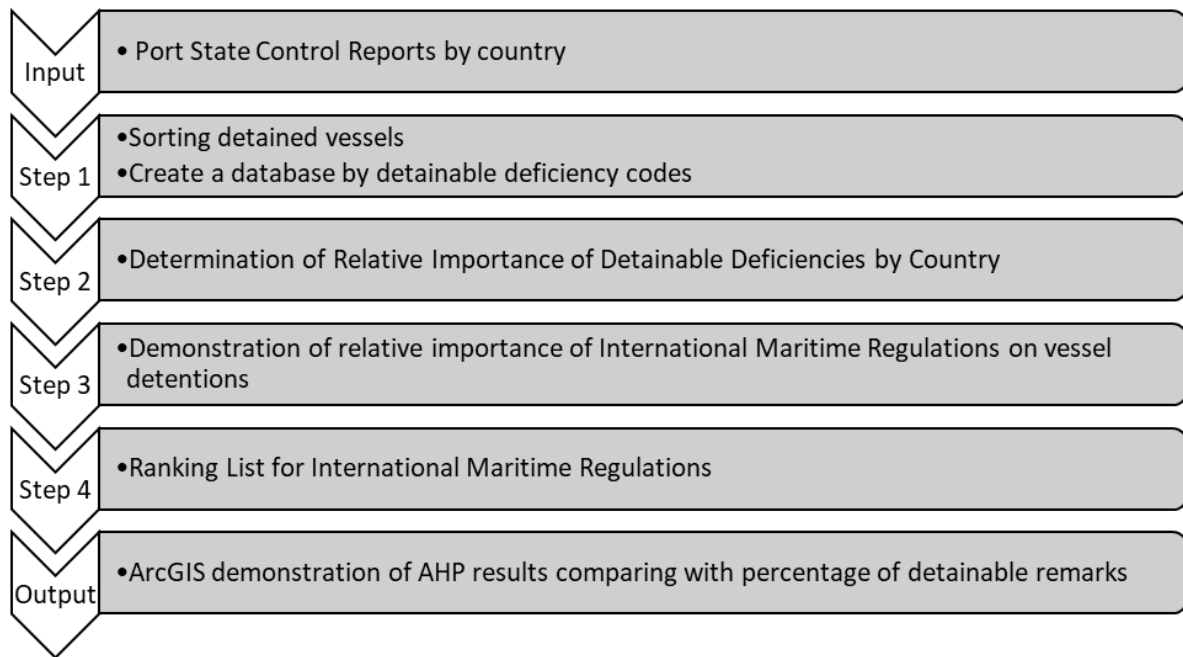 Input
• Port State Control Reports by country
Step 1
•Sorting detained vessels
•Create a database by detainable deficiency codes
Step 2
•Determination of Relative Importance of Detainable Deficiencies by Country
Step 3
•Demonstration of relative importance of International Maritime Regulations on vessel
detentions
Step 4
•Ranking List for International Maritime Regulations
Output
•ArcGIS demonstration of AHP results comparing with percentage of detainable remarks